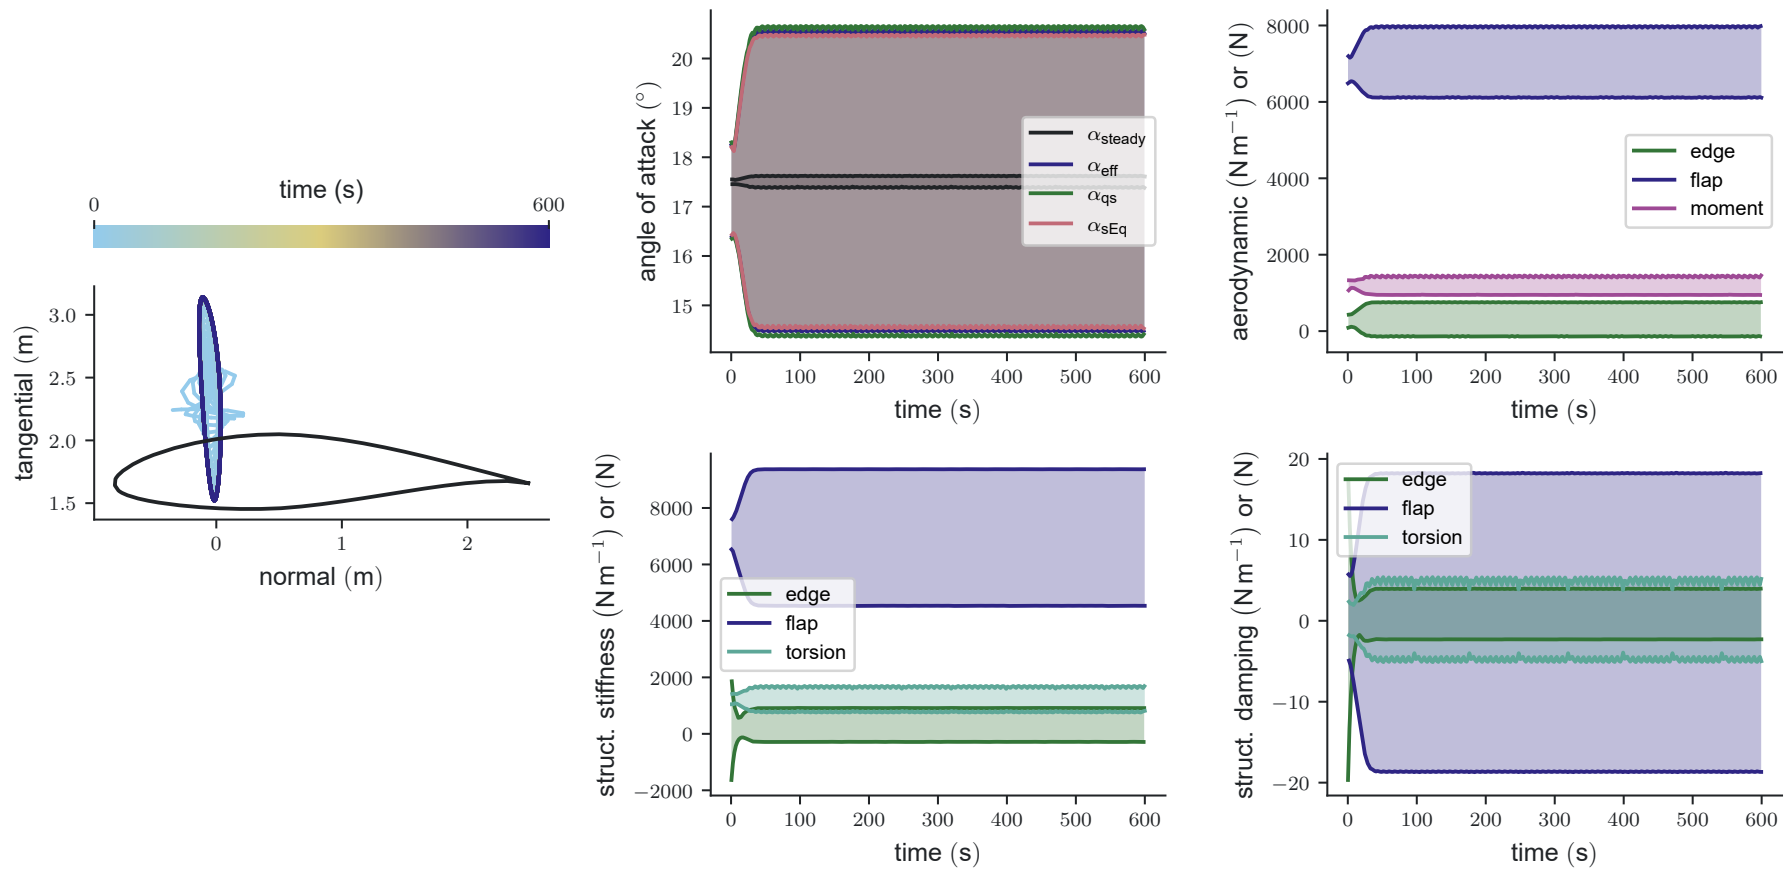 time (s)
0 600
tangential (m)
3.0
2.5
2.0
1.5
0 1 2
normal (m)
angle of attack (°)
20
19
18
17
16
15
α_steady
α_eff
α_qs
α_sEq
0 100 200 300 400 500 600
time (s)
aerodynamic (N m⁻¹) or (N)
8000
6000
4000
2000
0
edge
flap
moment
0 100 200 300 400 500 600
time (s)
struct. stiffness (N m⁻¹) or (N)
8000
6000
4000
2000
0
−2000
edge
flap
torsion
0 100 200 300 400 500 600
time (s)
struct. damping (N m⁻¹) or (N)
20
10
0
−10
−20
edge
flap
torsion
0 100 200 300 400 500 600
time (s)